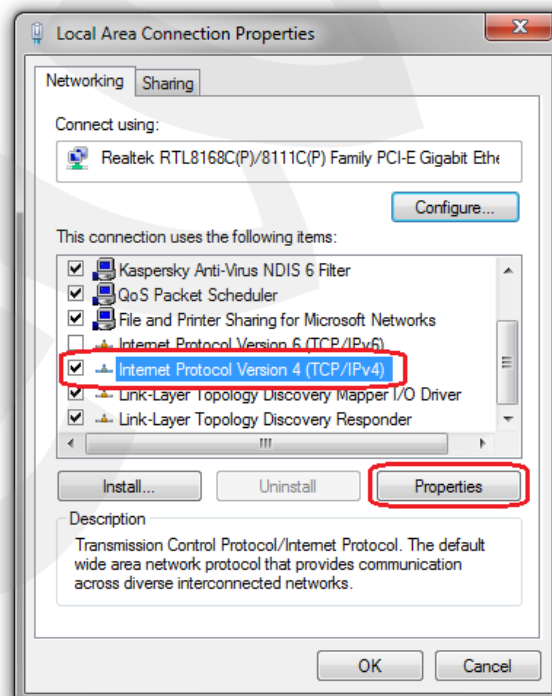 Local Area Connection Properties
Networking
Sharing
Connect using:
Realtek RTL8168C(P)/8111C(P) Family PCI-E Gigabit Ethe
Configure...
This connection uses the following items:
Kaspersky Anti-Virus NDIS 6 Filter
QoS Packet Scheduler
File and Printer Sharing for Microsoft Networks
Internet Protocol Version 6 (TCP/IPv6)
Internet Protocol Version 4 (TCP/IPv4)
Link-Layer Topology Discovery Mapper I/O Driver
Link-Layer Topology Discovery Responder
Install...
Uninstall
Properties
Description
Transmission Control Protocol/Internet Protocol. The default
wide area network protocol that provides communication
across diverse interconnected networks.
OK
Cancel